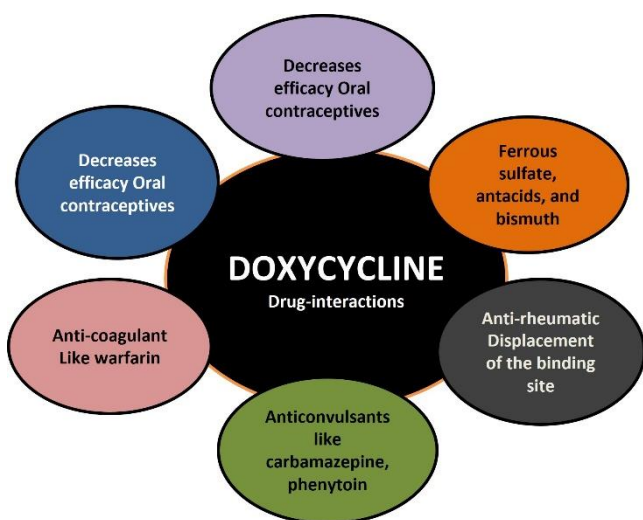 Decreases
efficacy Oral
contraceptives
Decreases
efficacy Oral
contraceptives
Ferrous
sulfate,
antacids, and
bismuth
DOXYCYCLINE
Drug-interactions
Anti-coagulant
Like warfarin
Anti-rheumatic
Displacement
of the binding
site
Anticonvulsants
like
carbamazepine,
phenytoin